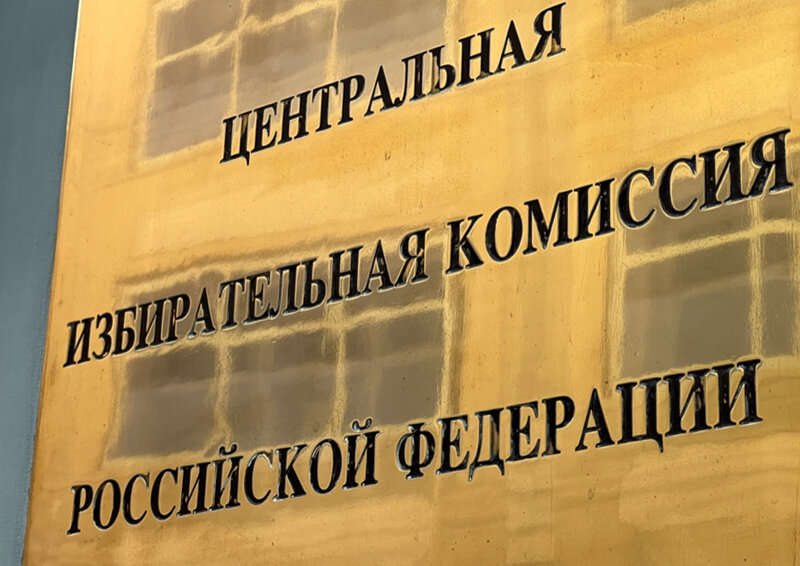 ЦЕНТРАЛЬНАЯ
ИЗБИРАТЕЛЬНАЯ КОМИССИЯ
РОССИЙСКОЙ ФЕДЕРАЦИИ